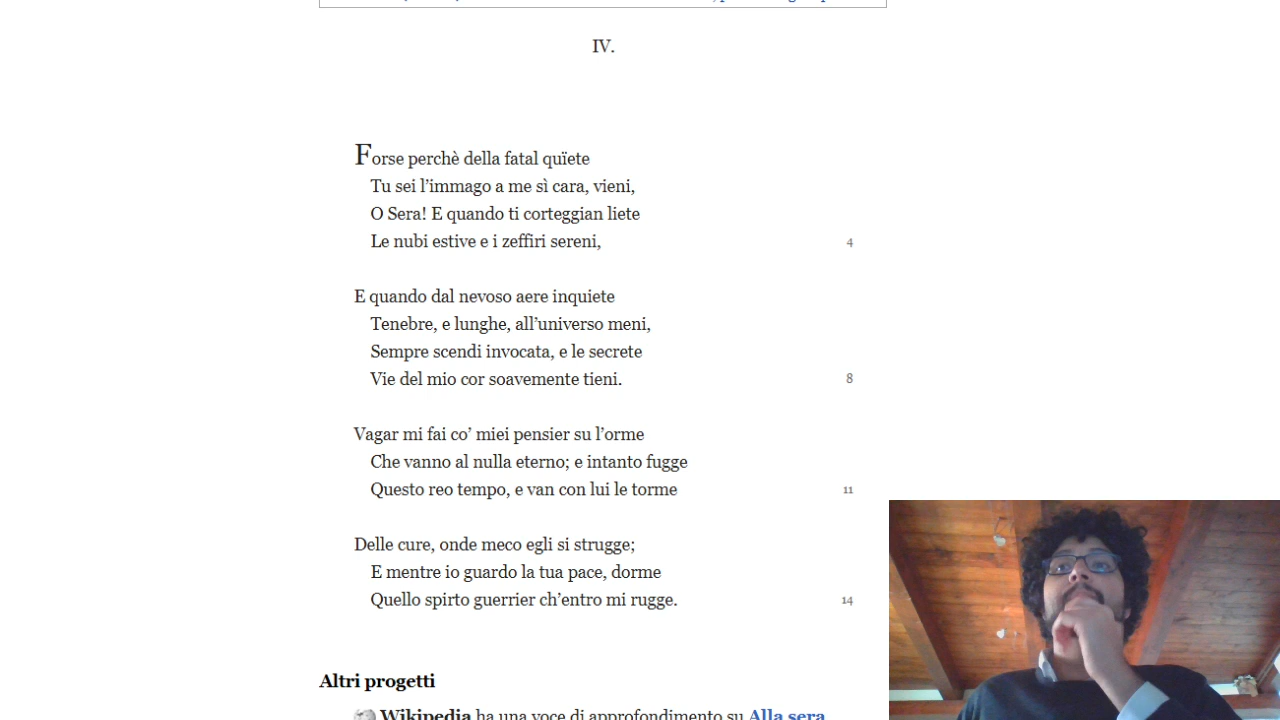 IV.
Forse perchè della fatal quïete
Tu sei l’immago a me sì cara, vieni,
O Sera! E quando ti corteggian liete
Le nubi estive e i zeffiri sereni,
4
E quando dal nevoso aere inquiete
Tenebre, e lunghe, all’universo meni,
Sempre scendi invocata, e le secrete
Vie del mio cor soavemente tieni.
8
Vagar mi fai co’ miei pensier su l’orme
Che vanno al nulla eterno; e intanto fugge
Questo reo tempo, e van con lui le torme
11
Delle cure, onde meco egli si strugge;
E mentre io guardo la tua pace, dorme
Quello spirto guerrier ch’entro mi rugge.
14
Altri progetti
Wikipedia ha una voce di approfondimento su Alla sera